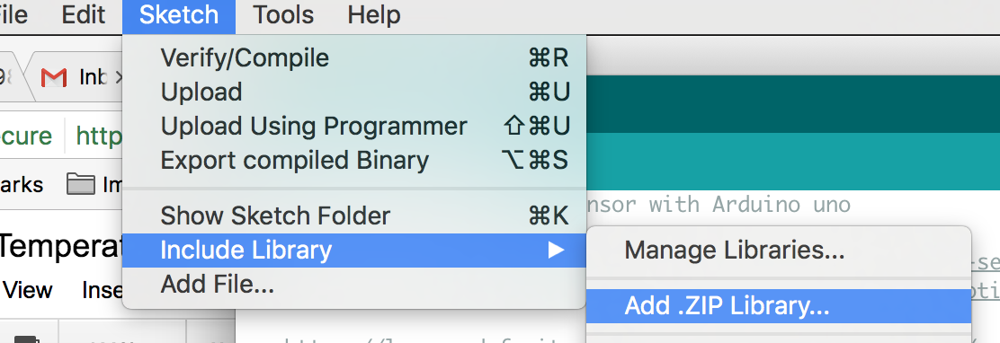 File Edit Sketch Tools Help
Verify/Compile ⌘R
Inb
Upload ⌘U
Upload Using Programmer ⇧⌘U
cure http
Export compiled Binary ⌥⌘S
arks Im
nsor with Arduino uno
Show Sketch Folder ⌘K
Temperat
Include Library ▶ Manage Libraries...
-se
View Inse
Add File...
Add .ZIP Library...